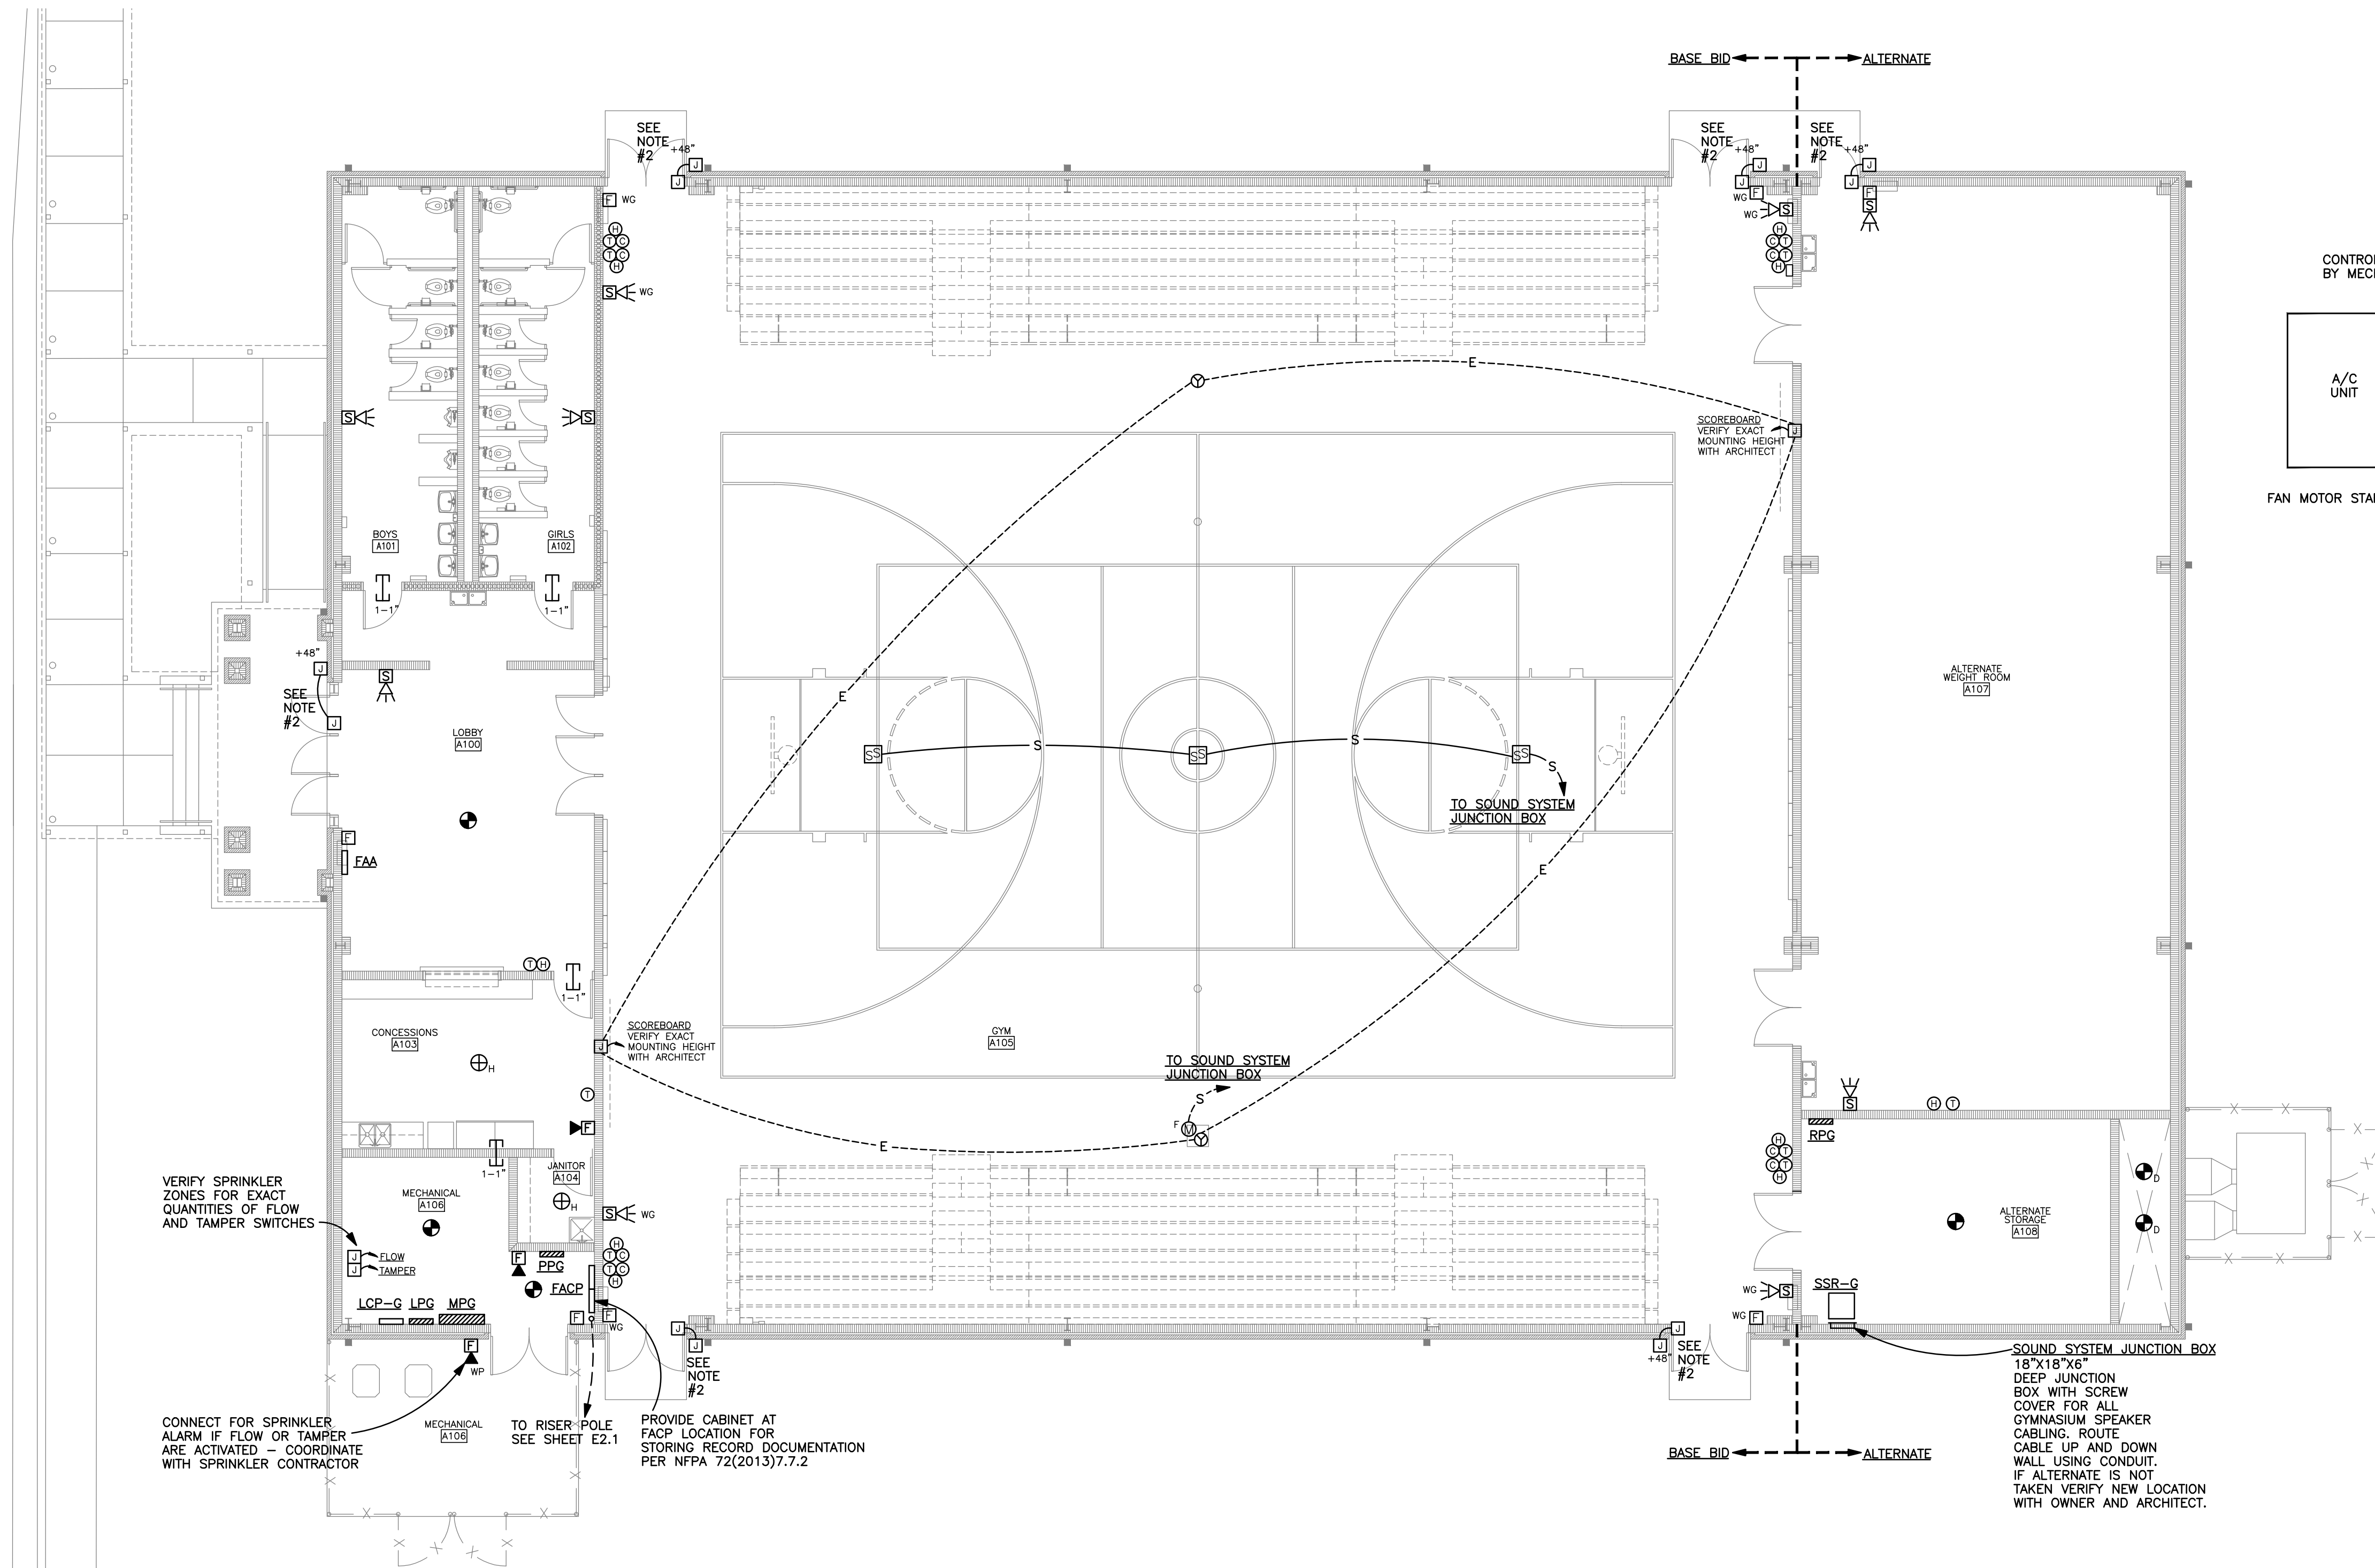 BASE BID
ALTERNATE
SEE
NOTE
#2
+48"
J
J
SEE
NOTE
#2
+48"
J
J
SEE
NOTE
#2
+48"
J
J
F
WG
F
WG
WG
S
F
S
H
T
C
T
C
H
S
WG
H
C
T
C
T
H
CONTROL
BY MECH
A/C
UNIT
FAN MOTOR STA
Y
E
SCOREBOARD
VERIFY EXACT
MOUNTING HEIGHT
WITH ARCHITECT
J
S
S
BOYS
A101
GIRLS
A102
1-1"
1-1"
+48"
J
SEE
NOTE
#2
J
S
E
ALTERNATE
WEIGHT ROOM
A107
LOBBY
A100
SS
S
SS
S
SS
S
TO SOUND SYSTEM
JUNCTION BOX
F
FAA
E
T
H
1-1"
CONCESSIONS
A103
H
SCOREBOARD
VERIFY EXACT
MOUNTING HEIGHT
WITH ARCHITECT
J
GYM
A105
TO SOUND SYSTEM
JUNCTION BOX
S
F
M
Y
E
T
F
S
H
T
RPG
H
C
T
C
T
H
1-1"
JANITOR
A104
H
VERIFY SPRINKLER
ZONES FOR EXACT
QUANTITIES OF FLOW
AND TAMPER SWITCHES
MECHANICAL
A106
S
WG
D
D
ALTERNATE
STORAGE
A108
J
FLOW
J
TAMPER
F
PPG
H
T
C
T
C
H
FACP
LCP-G
LPG
MPG
F
F
WG
WG
S
WG
F
SSR-G
F
WP
J
J
SEE
NOTE
#2
J
J
+48"
SEE
NOTE
#2
SOUND SYSTEM JUNCTION BOX
18"X18"X6"
DEEP JUNCTION
BOX WITH SCREW
COVER FOR ALL
GYMNASIUM SPEAKER
CABLING. ROUTE
CABLE UP AND DOWN
WALL USING CONDUIT.
IF ALTERNATE IS NOT
TAKEN VERIFY NEW LOCATION
WITH OWNER AND ARCHITECT.
CONNECT FOR SPRINKLER
ALARM IF FLOW OR TAMPER
ARE ACTIVATED – COORDINATE
WITH SPRINKLER CONTRACTOR
MECHANICAL
A106
TO RISER POLE
SEE SHEET E2.1
PROVIDE CABINET AT
FACP LOCATION FOR
STORING RECORD DOCUMENTATION
PER NFPA 72(2013)7.7.2
BASE BID
ALTERNATE